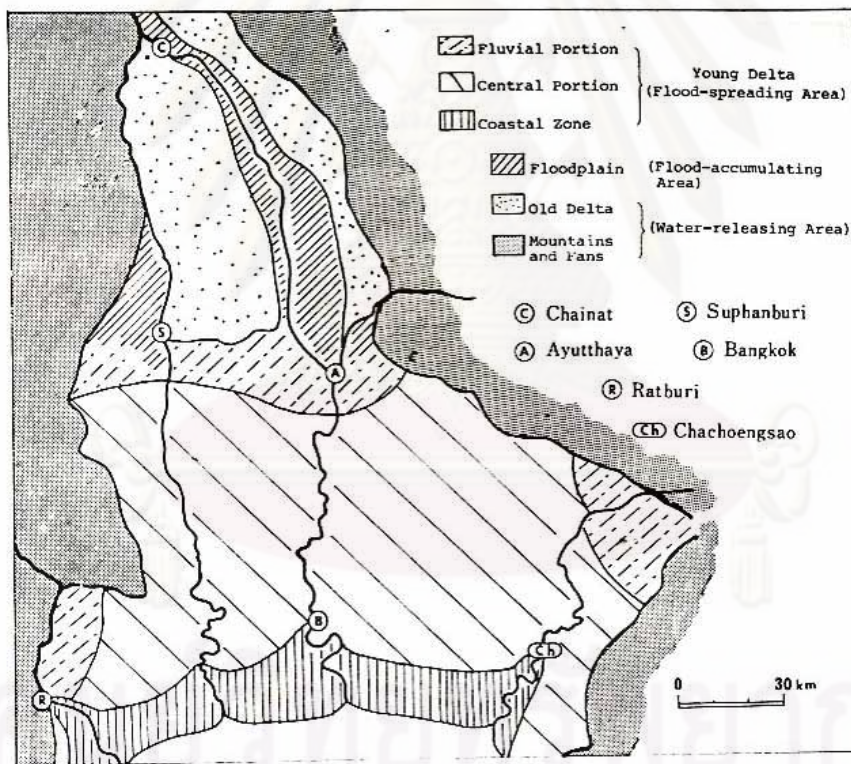 Fluvial Portion
Central Portion
Coastal Zone
Young Delta
(Flood-spreading Area)
Floodplain
(Flood-accumulating
Area)
Old Delta
Mountains
and Fans
(Water-releasing Area)
C Chainat
S Suphanburi
A Ayutthaya
B Bangkok
R Ratburi
Ch Chachoengsao
C
S
A
B
Ch
R
0 30 km